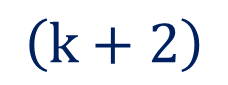 (k + 2)